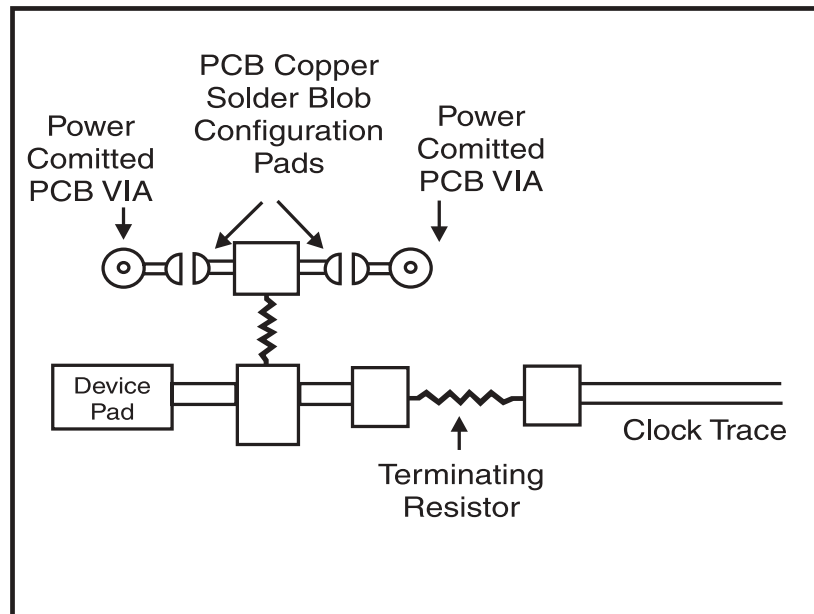 PCB Copper
Solder Blob
Configuration
Pads
Power
Comitted
PCB VIA
Power
Comitted
PCB VIA
Device
Pad
Clock Trace
Terminating
Resistor